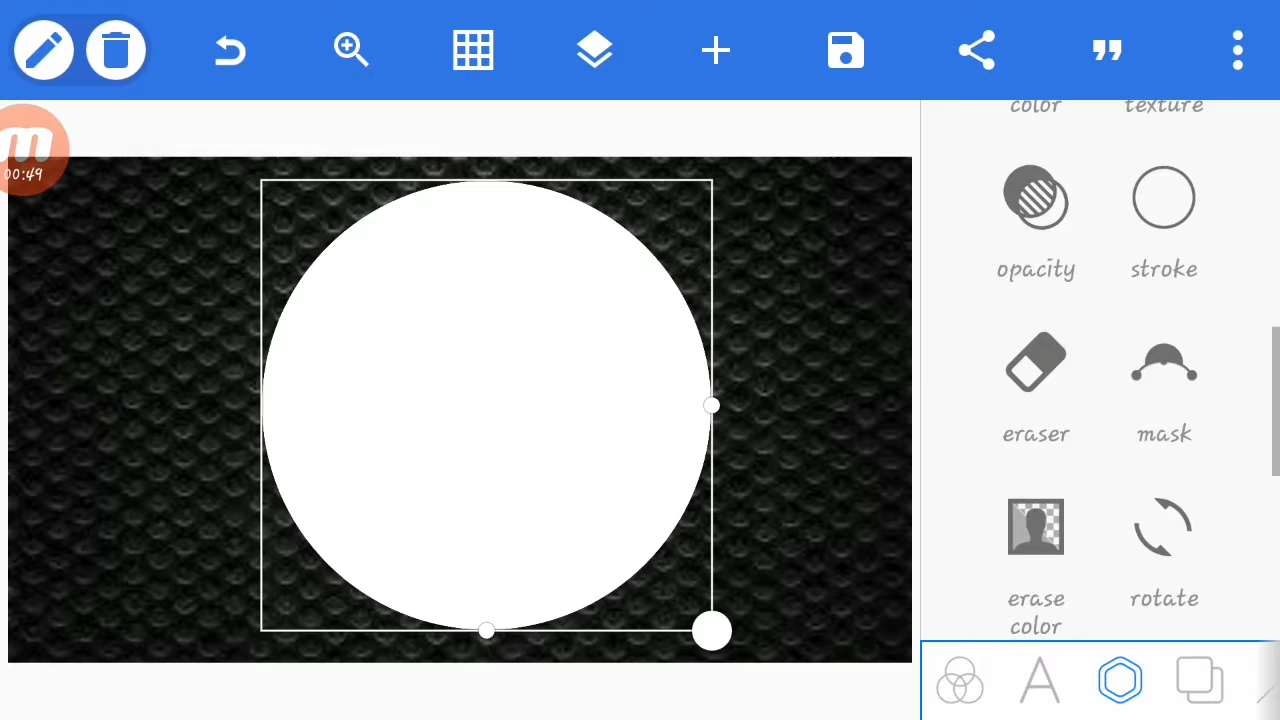 color texture
00:49
opacity stroke
eraser mask
erase rotate
color